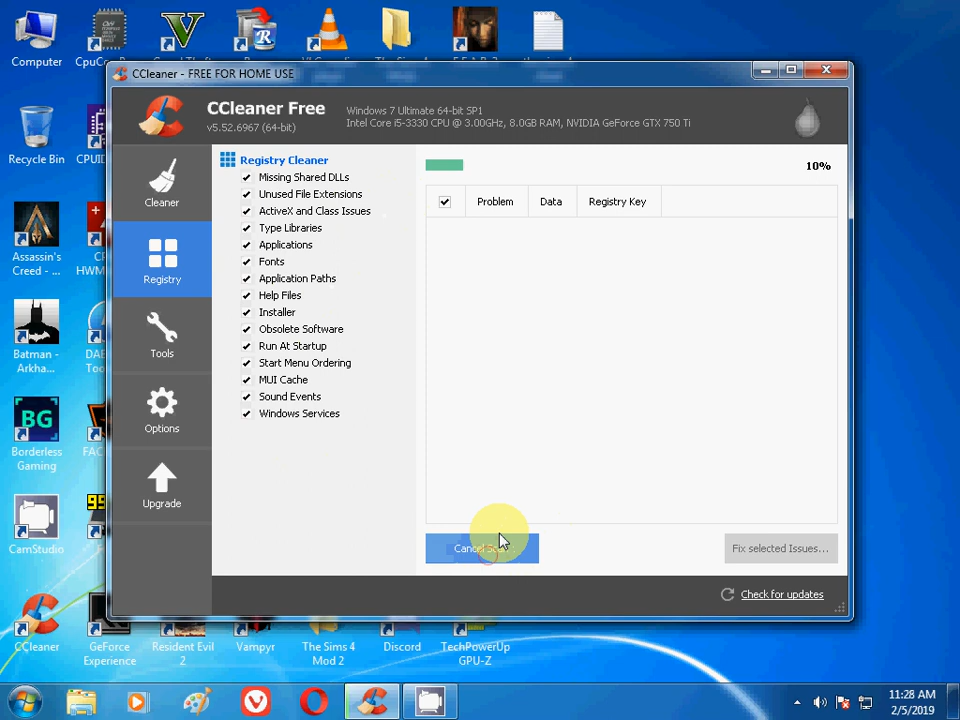 Computer
CCleaner - FREE FOR HOME USE
CCleaner Free
v5.52.6967 (64-bit)
Windows 7 Ultimate 64-bit SP1
Intel Core i5-3330 CPU @ 3.00GHz, 8.0GB RAM, NVIDIA GeForce GTX 750 Ti
Recycle Bin
Cleaner
Registry
Tools
Options
Upgrade
Registry Cleaner
Missing Shared DLLs
Unused File Extensions
ActiveX and Class Issues
Type Libraries
Applications
Fonts
Application Paths
Help Files
Installer
Obsolete Software
Run At Startup
Start Menu Ordering
MUI Cache
Sound Events
Windows Services
10%
Problem
Data
Registry Key
Cancel
Fix selected Issues...
Check for updates
Assassin's
Creed - ...
Batman -
Arkha...
BG
Borderless
Gaming
CamStudio
CCleaner
GeForce
Experience
Resident Evil
2
Vampyr
The Sims 4
Mod 2
Discord
TechPowerUp
GPU-Z
11:28 AM
2/5/2019